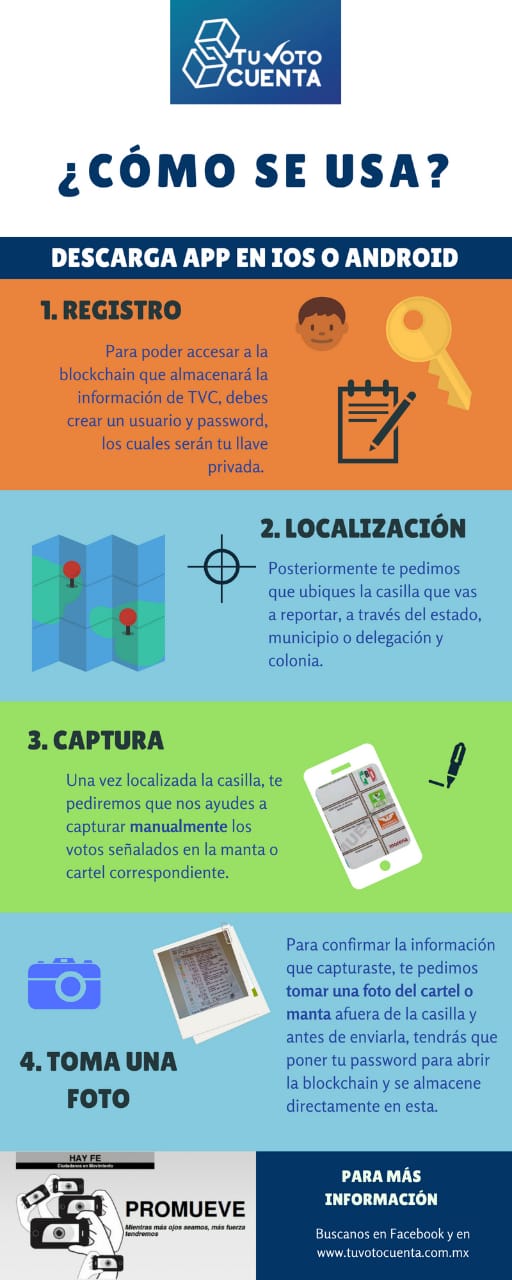 TU VOTO
CUENTA
¿CÓMO SE USA?
DESCARGA APP EN IOS O ANDROID
1. REGISTRO
Para poder accesar a la
blockchain que almacenará la
información de TVC, debes
crear un usuario y password,
los cuales serán tu llave
privada.
2. LOCALIZACIÓN
Posteriormente te pedimos
que ubiques la casilla que vas
a reportar, a través del estado,
municipio o delegación y
colonia.
3. CAPTURA
Una vez localizada la casilla, te
pediremos que nos ayudes a
capturar manualmente los
votos señalados en la manta o
cartel correspondiente.
PRI
morena
4. TOMA UNA
FOTO
Para confirmar la información
que capturaste, te pedimos
tomar una foto del cartel o
manta afuera de la casilla y
antes de enviarla, tendrás que
poner tu password para abrir
la blockchain y se almacene
directamente en esta.
HAY FE
Ciudadanos en Movimiento
PROMUEVE
Mientras más ojos seamos, más fuerza
tendremos
PARA MÁS
INFORMACIÓN
Buscanos en Facebook y en
www.tuvotocuenta.com.mx